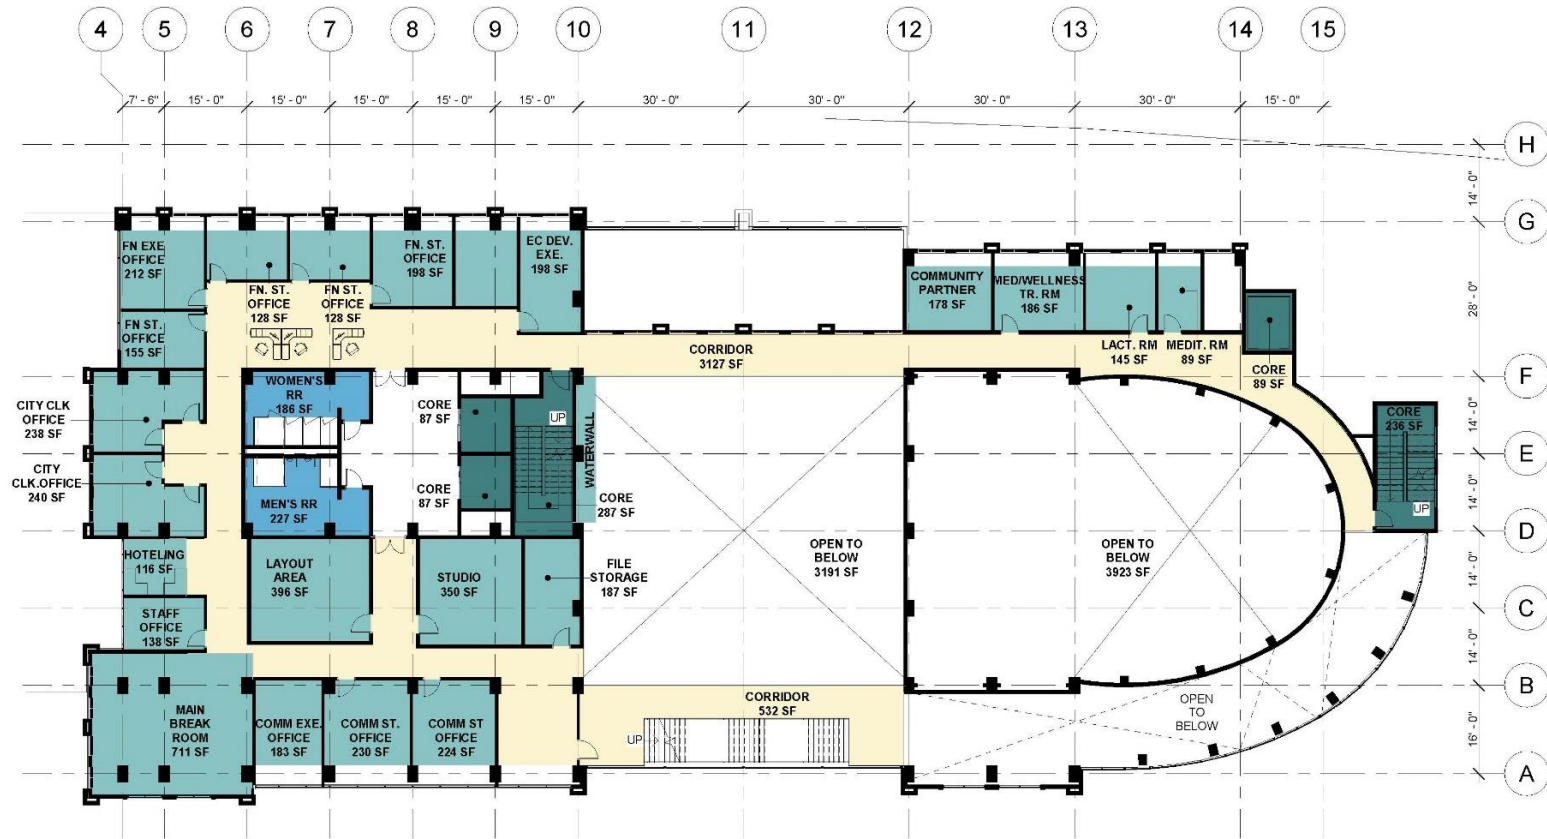 4 5 6 7 8 9 10 11 12 13 14 15
7' - 6" 15' - 0" 15' - 0" 15' - 0" 15' - 0" 15' - 0" 30' - 0" 30' - 0" 30' - 0" 30' - 0" 15' - 0"
H
14' - 0"
G
28' - 0"
F
14' - 0"
E
14' - 0"
D
14' - 0"
C
14' - 0"
B
16' - 0"
A
FN EXE
OFFICE
212 SF
FN. ST.
OFFICE
128 SF
FN ST.
OFFICE
128 SF
FN. ST.
OFFICE
198 SF
EC DEV.
EXE.
198 SF
FN ST.
OFFICE
155 SF
COMMUNITY
PARTNER
178 SF
MED/WELLNESS
TR. RM
186 SF
LACT. RM
145 SF
MEDIT. RM
89 SF
CORE
89 SF
CORRIDOR
3127 SF
CITY CLK
OFFICE
238 SF
WOMEN'S
RR
186 SF
CORE
87 SF
UP
WATERWALL
CORE
236 SF
UP
CITY
CLK.OFFICE
240 SF
MEN'S RR
227 SF
CORE
87 SF
CORE
287 SF
HOTELING
116 SF
LAYOUT
AREA
396 SF
STUDIO
350 SF
FILE
STORAGE
187 SF
OPEN TO
BELOW
3191 SF
OPEN TO
BELOW
3923 SF
STAFF
OFFICE
138 SF
MAIN
BREAK
ROOM
711 SF
COMM EXE.
OFFICE
183 SF
COMM ST.
OFFICE
230 SF
COMM ST
OFFICE
224 SF
CORRIDOR
532 SF
UP
OPEN
TO
BELOW